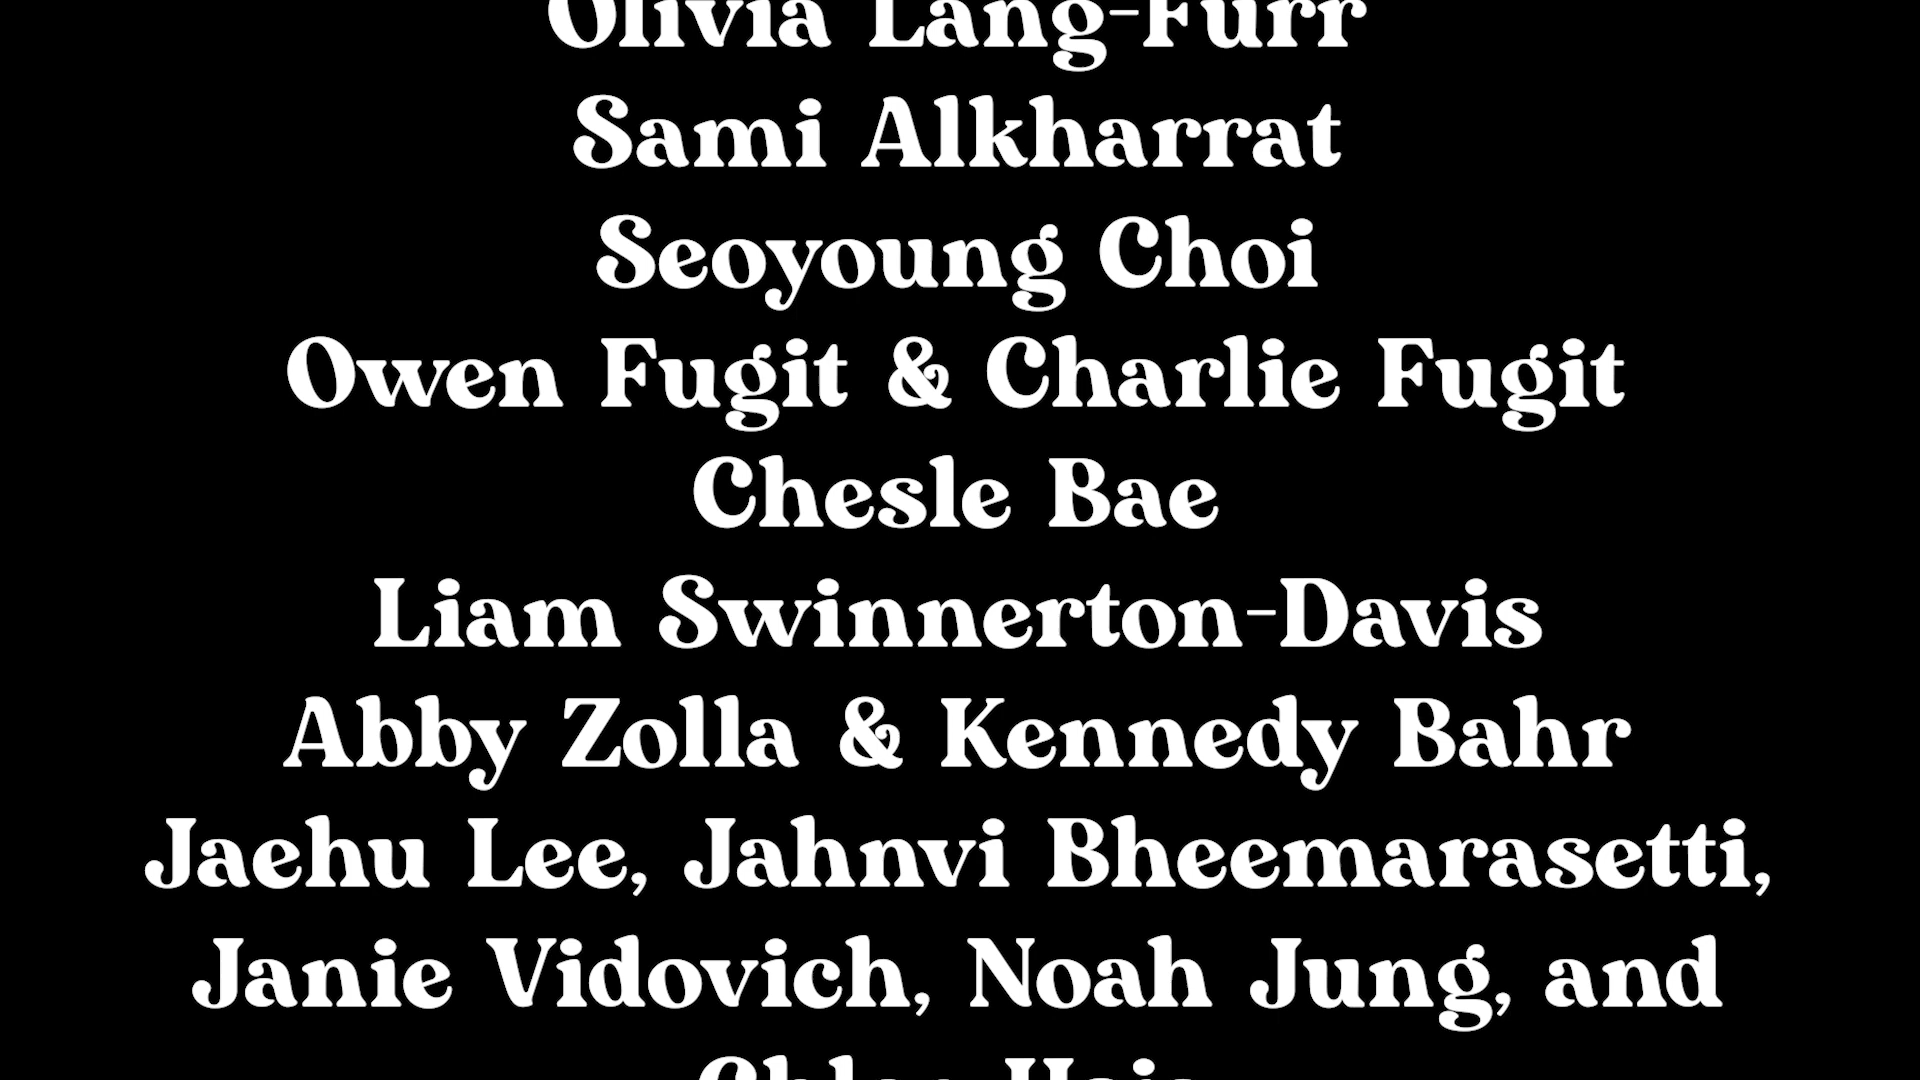 Olivia Lang-Furr
Sami Alkharrat
Seoyoung Choi
Owen Fugit & Charlie Fugit
Chesle Bae
Liam Swinnerton-Davis
Abby Zolla & Kennedy Bahr
Jaehu Lee, Jahnvi Bheemarasetti,
Janie Vidovich, Noah Jung, and